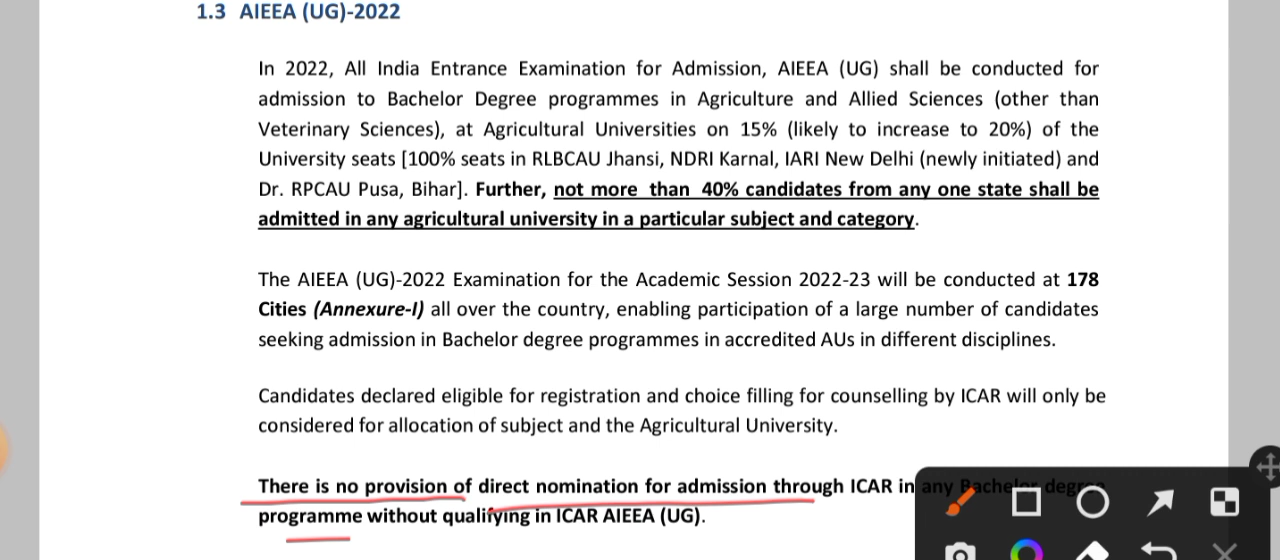 1.3 AIEEA (UG)-2022
In 2022, All India Entrance Examination for Admission, AIEEA (UG) shall be conducted for
admission to Bachelor Degree programmes in Agriculture and Allied Sciences (other than
Veterinary Sciences), at Agricultural Universities on 15% (likely to increase to 20%) of the
University seats [100% seats in RLBCAU Jhansi, NDRI Karnal, IARI New Delhi (newly initiated) and
Dr. RPCAU Pusa, Bihar]. Further, not more than 40% candidates from any one state shall be
admitted in any agricultural university in a particular subject and category.
The AIEEA (UG)-2022 Examination for the Academic Session 2022-23 will be conducted at 178
Cities (Annexure-I) all over the country, enabling participation of a large number of candidates
seeking admission in Bachelor degree programmes in accredited AUs in different disciplines.
Candidates declared eligible for registration and choice filling for counselling by ICAR will only be
considered for allocation of subject and the Agricultural University.
There is no provision of direct nomination for admission through ICAR in any Bachelor degree
programme without qualifying in ICAR AIEEA (UG).